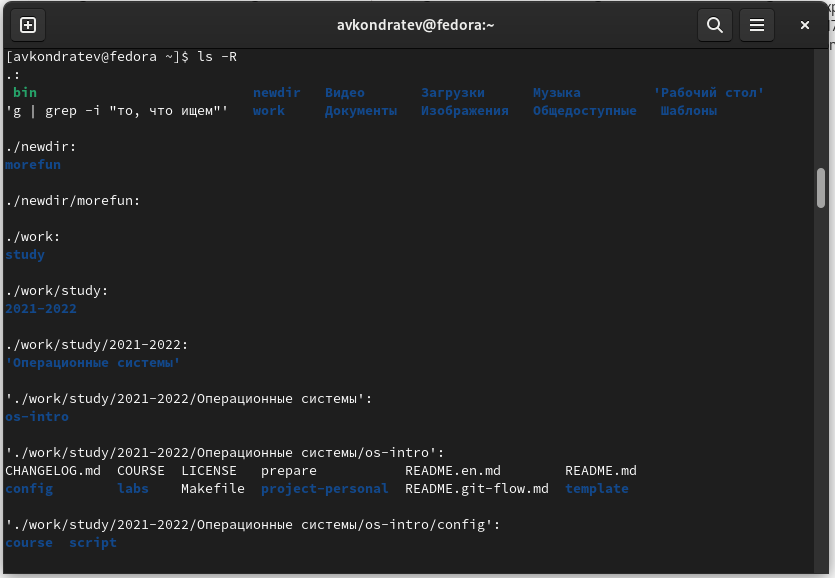 avkondratev@fedora:~
[avkondratev@fedora ~]$ ls -R
.:
bin newdir Видео Загрузки Музыка 'Рабочий стол'
'g | grep -i "то, что ищем"' work Документы Изображения Общедоступные Шаблоны
./newdir:
morefun
./newdir/morefun:
./work:
study
./work/study:
2021-2022
./work/study/2021-2022:
'Операционные системы'
'./work/study/2021-2022/Операционные системы':
os-intro
'./work/study/2021-2022/Операционные системы/os-intro':
CHANGELOG.md COURSE LICENSE prepare README.en.md README.md
config labs Makefile project-personal README.git-flow.md template
'./work/study/2021-2022/Операционные системы/os-intro/config':
course script